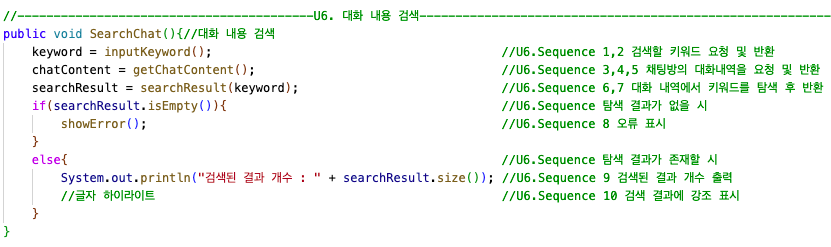 //-----------------------------------------U6. 대화 내용 검색---------------------------------------------------------
public void SearchChat(){//대화 내용 검색
    keyword = inputKeyword();                                        //U6.Sequence 1,2 검색할 키워드 요청 및 반환
    chatContent = getChatContent();                                  //U6.Sequence 3,4,5 채팅방의 대화내역을 요청 및 반환
    searchResult = searchResult(keyword);                            //U6.Sequence 6,7 대화 내역에서 키워드를 탐색 후 반환
    if(searchResult.isEmpty()){                                      //U6.Sequence 탐색 결과가 없을 시
        showError();                                                 //U6.Sequence 8 오류 표시
    }
    else{                                                            //U6.Sequence 탐색 결과가 존재할 시
        System.out.println("검색된 결과 개수 : " + searchResult.size()); //U6.Sequence 9 검색된 결과 개수 출력
        //글자 하이라이트                                                //U6.Sequence 10 검색 결과에 강조 표시
    }
}